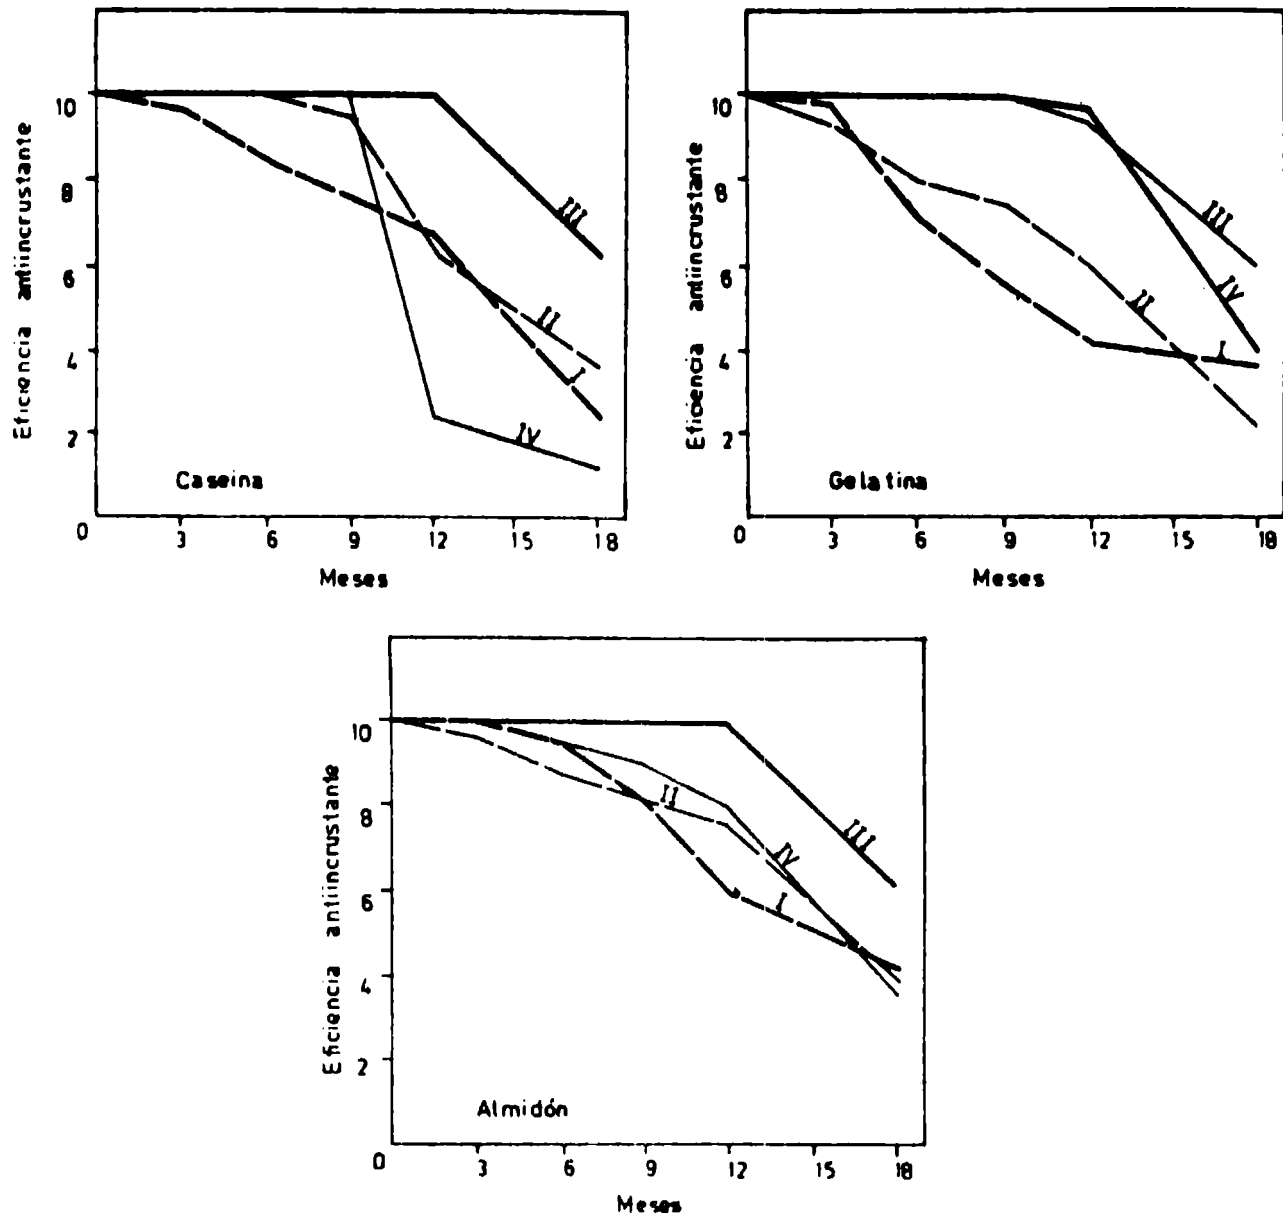 Eficiencia antiincrustante
10
8
6
4
2
0
3
6
9
12
15
18
Meses
Caseina
III
II
I
IV
Eficiencia antiincrustante
10
8
6
4
2
0
3
6
9
12
15
18
Meses
Gelatina
III
IV
II
I
Eficiencia antiincrustante
10
8
6
4
2
0
3
6
9
12
15
18
Meses
Almidón
II
III
IV
I